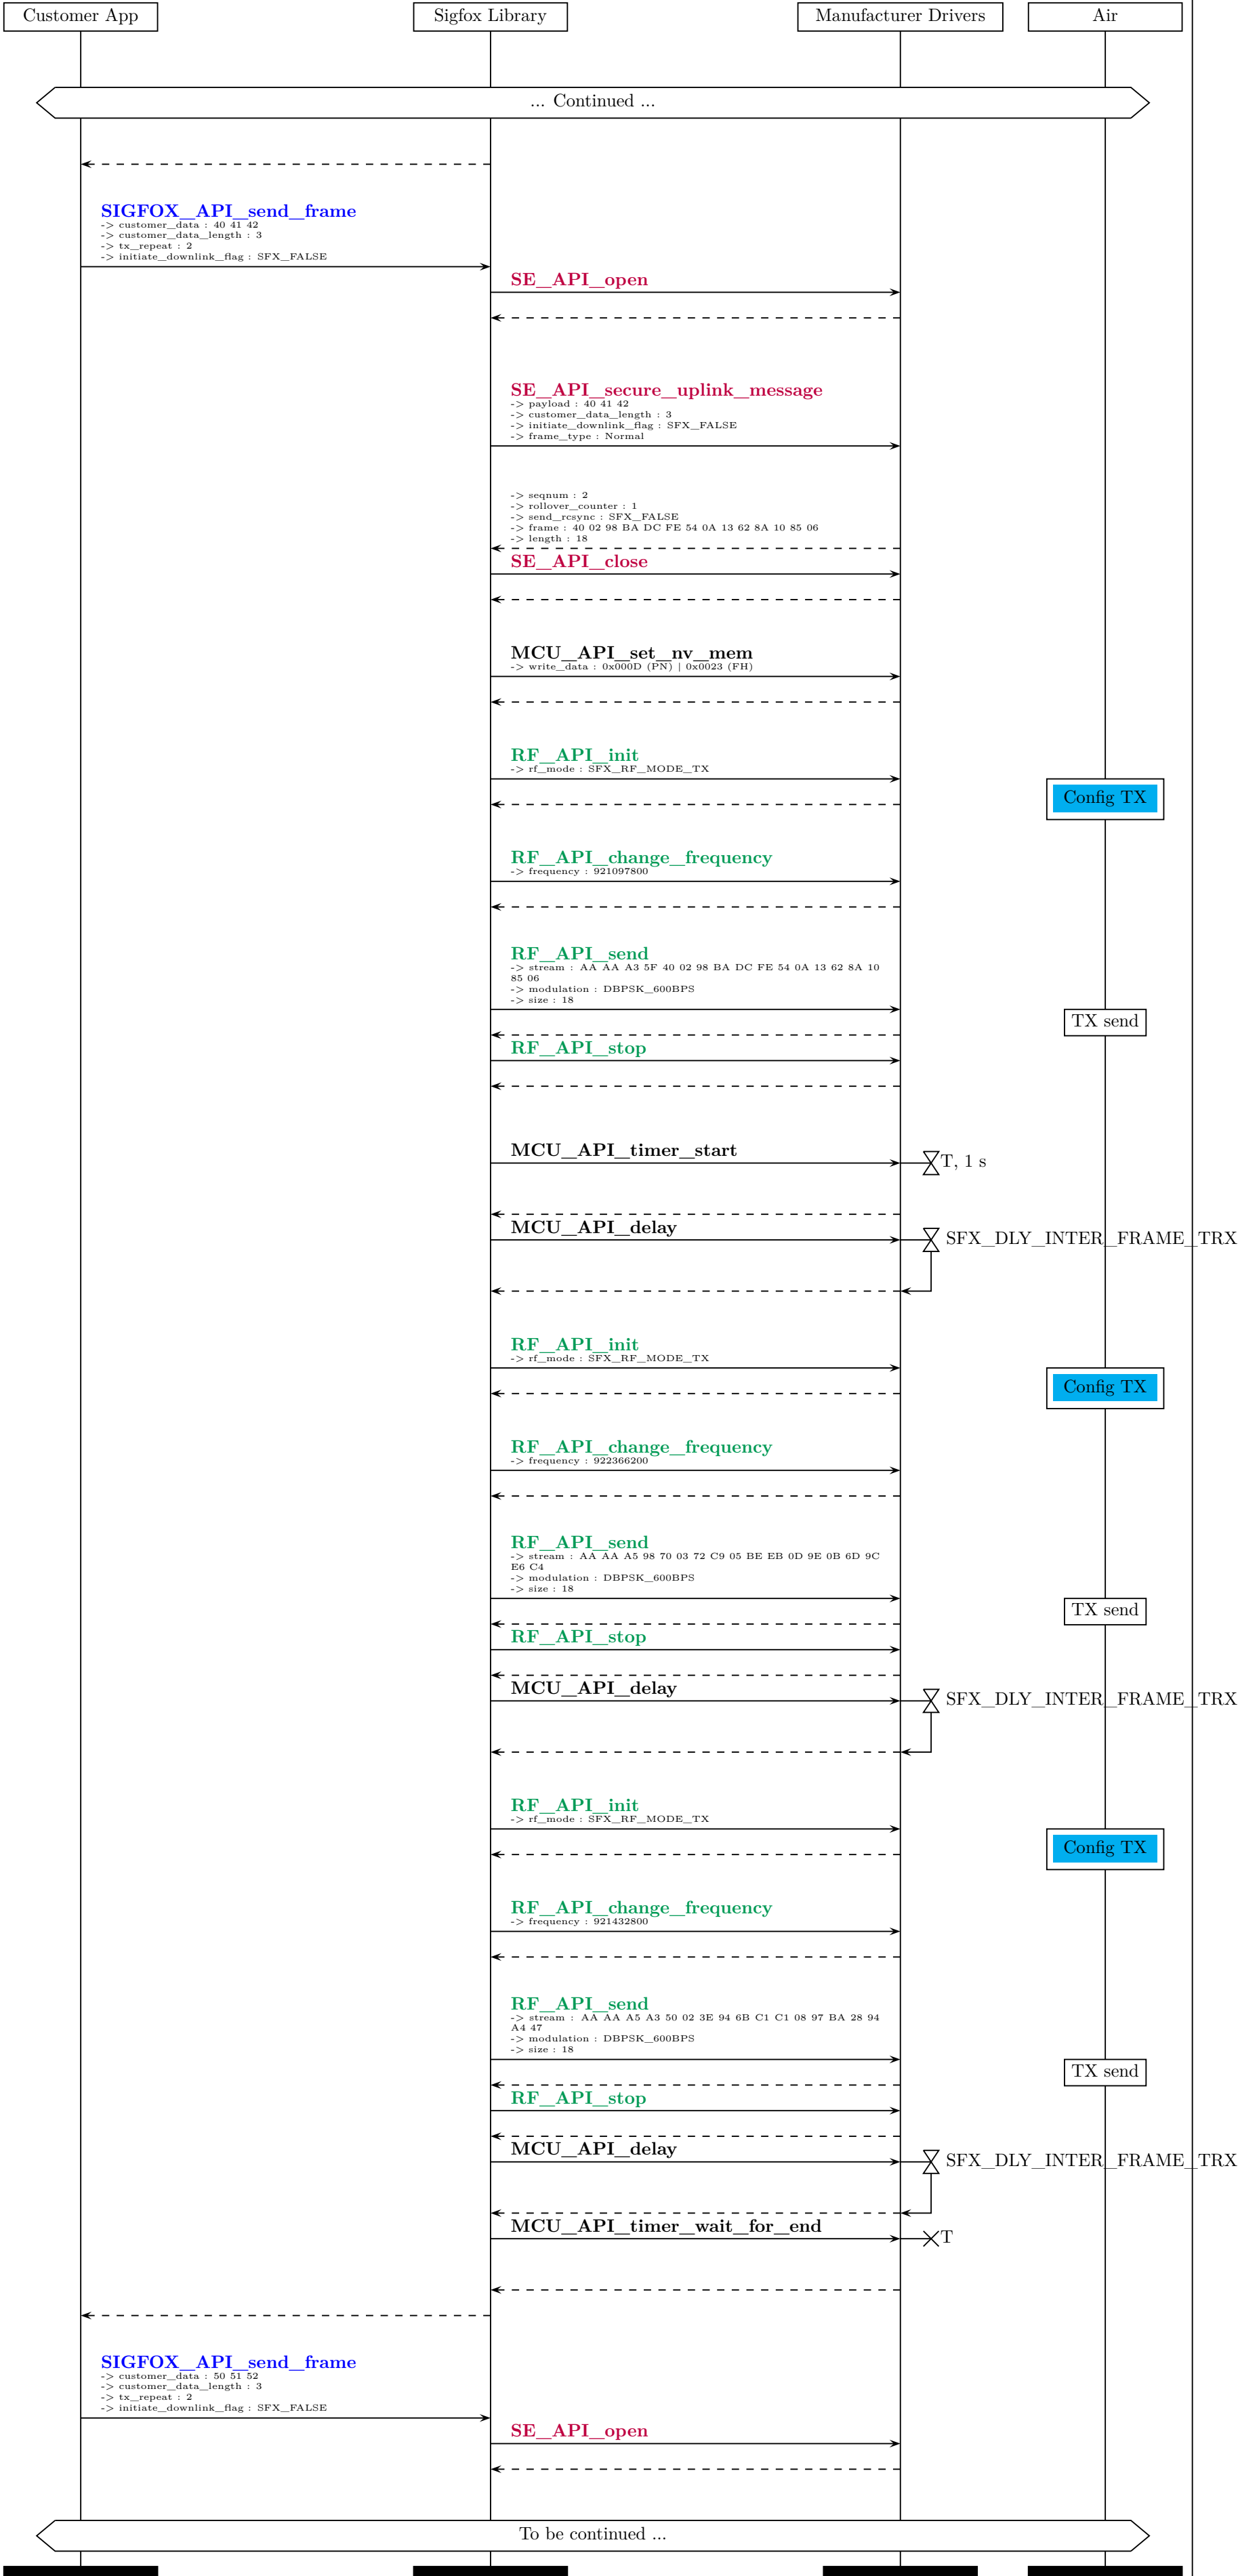 Customer App
Sigfox Library
Manufacturer Drivers
Air
... Continued ...
SIGFOX_API_send_frame
-> customer_data : 40 41 42
-> customer_data_length : 3
-> tx_repeat : 2
-> initiate_downlink_flag : SFX_FALSE
SE_API_open
SE_API_secure_uplink_message
-> payload : 40 41 42
-> customer_data_length : 3
-> initiate_downlink_flag : SFX_FALSE
-> frame_type : Normal
-> seqnum : 2
-> rollover_counter : 1
-> send_rcsync : SFX_FALSE
-> frame : 40 02 98 BA DC FE 54 0A 13 62 8A 10 85 06
-> length : 18
SE_API_close
MCU_API_set_nv_mem
-> write_data : 0x000D (PN) | 0x0023 (FH)
RF_API_init
-> rf_mode : SFX_RF_MODE_TX
Config TX
RF_API_change_frequency
-> frequency : 921097800
RF_API_send
-> stream : AA AA A3 5F 40 02 98 BA DC FE 54 0A 13 62 8A 10
85 06
-> modulation : DBPSK_600BPS
-> size : 18
TX send
RF_API_stop
MCU_API_timer_start
T, 1 s
MCU_API_delay
SFX_DLY_INTER_FRAME_TRX
RF_API_init
-> rf_mode : SFX_RF_MODE_TX
Config TX
RF_API_change_frequency
-> frequency : 922366200
RF_API_send
-> stream : AA AA A5 98 70 03 72 C9 05 BE EB 0D 9E 0B 6D 9C
E6 C4
-> modulation : DBPSK_600BPS
-> size : 18
TX send
RF_API_stop
MCU_API_delay
SFX_DLY_INTER_FRAME_TRX
RF_API_init
-> rf_mode : SFX_RF_MODE_TX
Config TX
RF_API_change_frequency
-> frequency : 921432800
RF_API_send
-> stream : AA AA A5 A3 50 02 3E 94 6B C1 C1 08 97 BA 28 94
A4 47
-> modulation : DBPSK_600BPS
-> size : 18
TX send
RF_API_stop
MCU_API_delay
SFX_DLY_INTER_FRAME_TRX
MCU_API_timer_wait_for_end
T
SIGFOX_API_send_frame
-> customer_data : 50 51 52
-> customer_data_length : 3
-> tx_repeat : 2
-> initiate_downlink_flag : SFX_FALSE
SE_API_open
To be continued ...